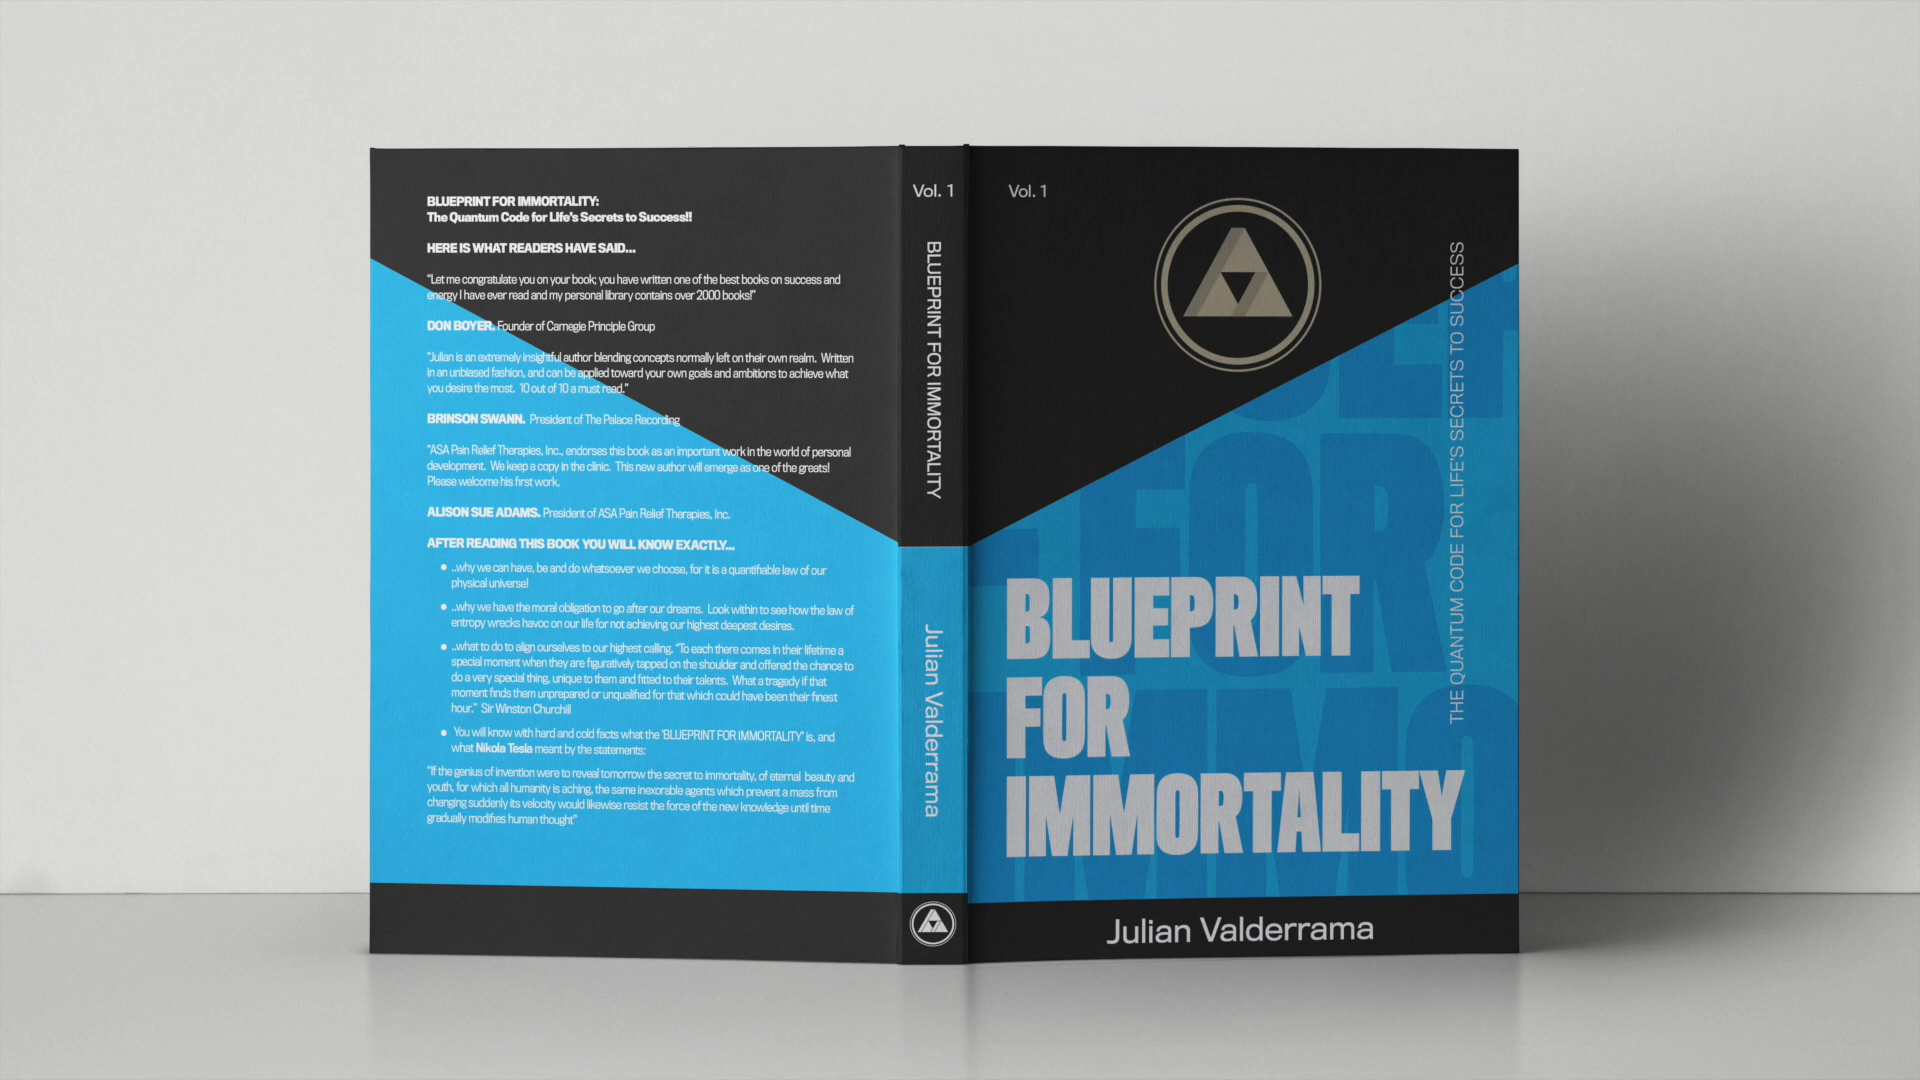 BLUEPRINT FOR IMMORTALITY:
The Quantum Code for LIfe's Secrets to Success!!
HERE IS WHAT READERS HAVE SAID...
"Let me congratulate you on your book; you have written one of the best books on success and
energy I have ever read and my personal library contains over 2000 books!"
DON BOYER. Founder of Carnegie Principle Group
"Julian is an extremely insightful author blending concepts normally left on their own realm. Written
in an unbiased fashion, and can be applied toward your own goals and ambitions to achieve what
you desire the most. 10 out of 10 a must read."
BRINSON SWANN. President of The Palace Recording
"ASA Pain Relief Therapies, Inc., endorses this book as an important work in the world of personal
development. We keep a copy in the clinic. This new author will emerge as one of the greats!
Please welcome his first work.
ALISON SUE ADAMS. President of ASA Pain Relief Therapies, Inc.
AFTER READING THIS BOOK YOU WILL KNOW EXACTLY...
● ..why we can have, be and do whatsoever we choose, for it is a quantifiable law of our
physical universe!
● ..why we have the moral obligation to go after our dreams. Look within to see how the law of
entropy wrecks havoc on our life for not achieving our highest deepest desires.
● ..what to do to align ourselves to our highest calling, "To each there comes in their lifetime a
special moment when they are figuratively tapped on the shoulder and offered the chance to
do a very special thing, unique to them and fitted to their talents. What a tragedy if that
moment finds them unprepared or unqualified for that which could have been their finest
hour." Sir Winston Churchill
● You will know with hard and cold facts what the 'BLUEPRINT FOR IMMORTALITY' is, and
what Nikola Tesla meant by the statements:
"If the genius of invention were to reveal tomorrow the secret to immortality, of eternal beauty and
youth, for which all humanity is aching, the same inexorable agents which prevent a mass from
changing suddenly its velocity would likewise resist the force of the new knowledge until time
gradually modifies human thought"
Vol. 1
BLUEPRINT FOR IMMORTALITY
Julian Valderrama
Vol. 1
THE QUANTUM CODE FOR LIFE'S SECRETS TO SUCCESS
FOR
BLUEPRINT
FOR
IMMORTALITY
Julian Valderrama